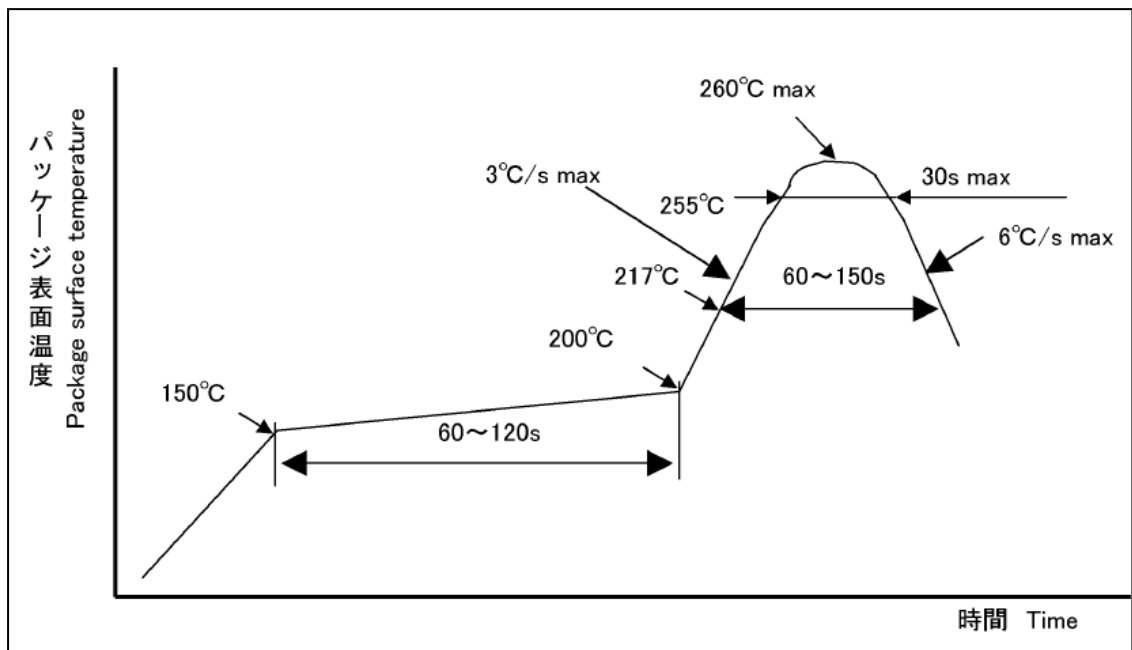 パッケージ表面温度
Package surface temperature
260℃ max
3℃/s max
255℃
30s max
6℃/s max
217℃
60～150s
200℃
150℃
60～120s
時間 Time